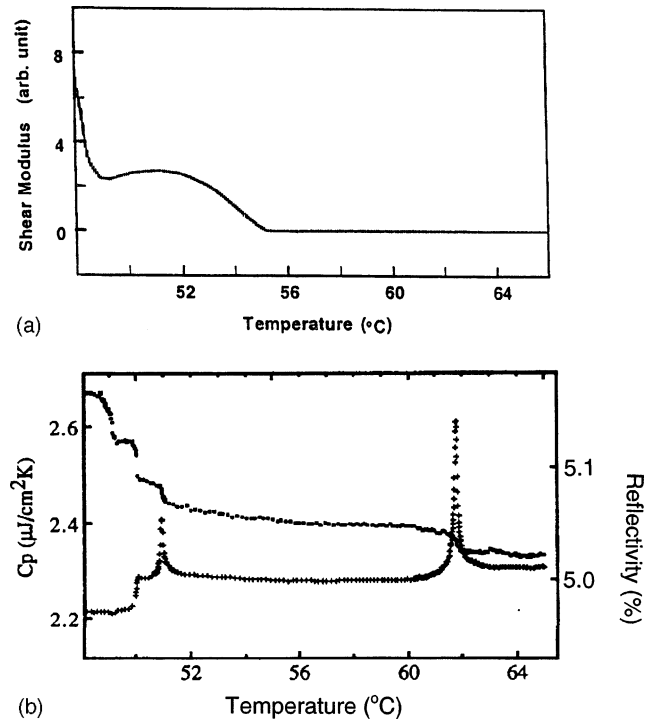 Shear Modulus (arb. unit)
8
4
0
52 56 60 64
(a)
Temperature (°C)
Cp (μJ/cm²K)
2.6
2.4
2.2
5.1
5.0
Reflectivity (%)
52 56 60 64
(b)
Temperature (°C)